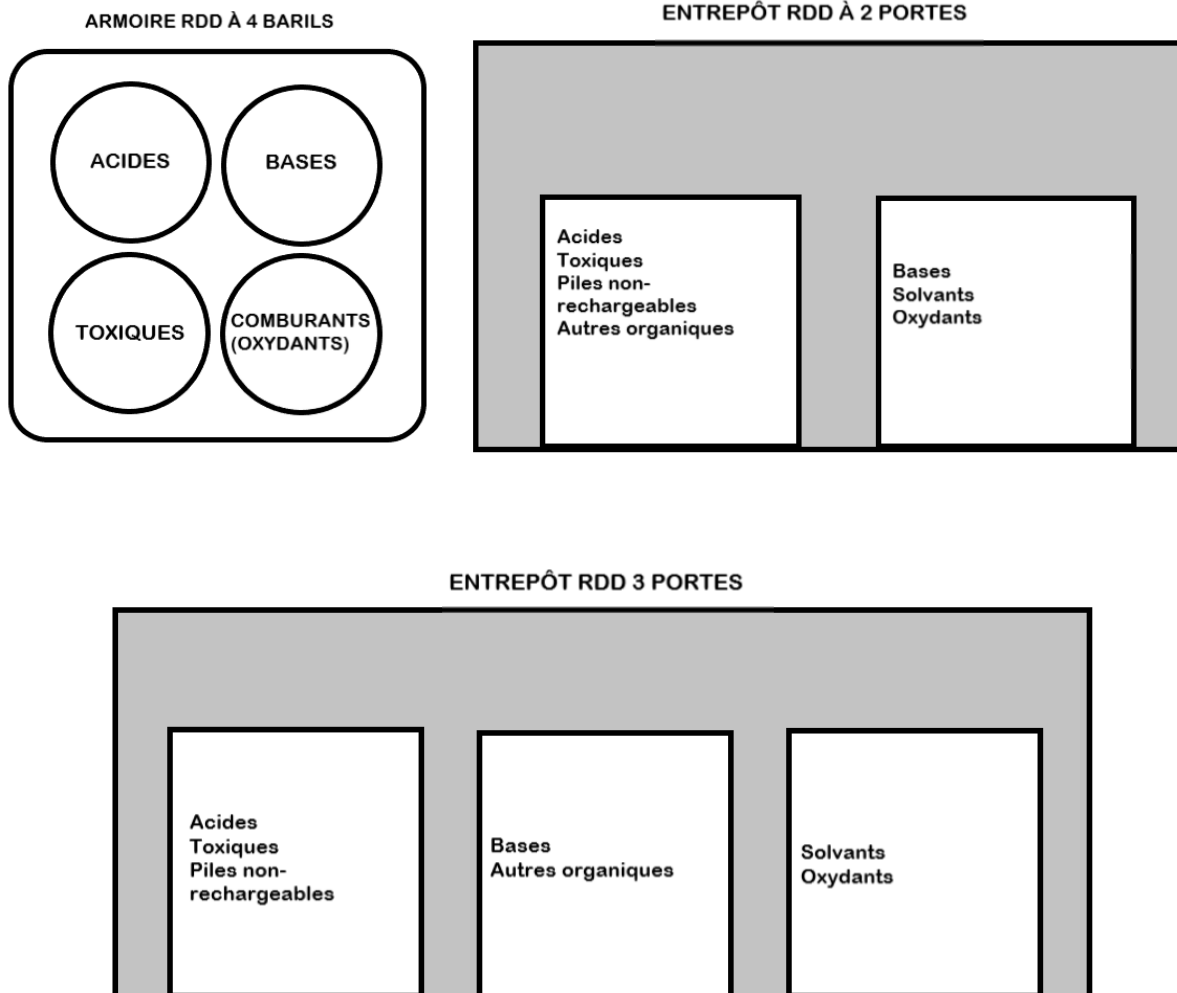 ARMOIRE RDD À 4 BARILS
ACIDES
BASES
TOXIQUES
COMBURANTS
(OXYDANTS)
ENTREPÔT RDD À 2 PORTES
Acides
Toxiques
Piles non-
rechargeables
Autres organiques
Bases
Solvants
Oxydants
ENTREPÔT RDD 3 PORTES
Acides
Toxiques
Piles non-
rechargeables
Bases
Autres organiques
Solvants
Oxydants